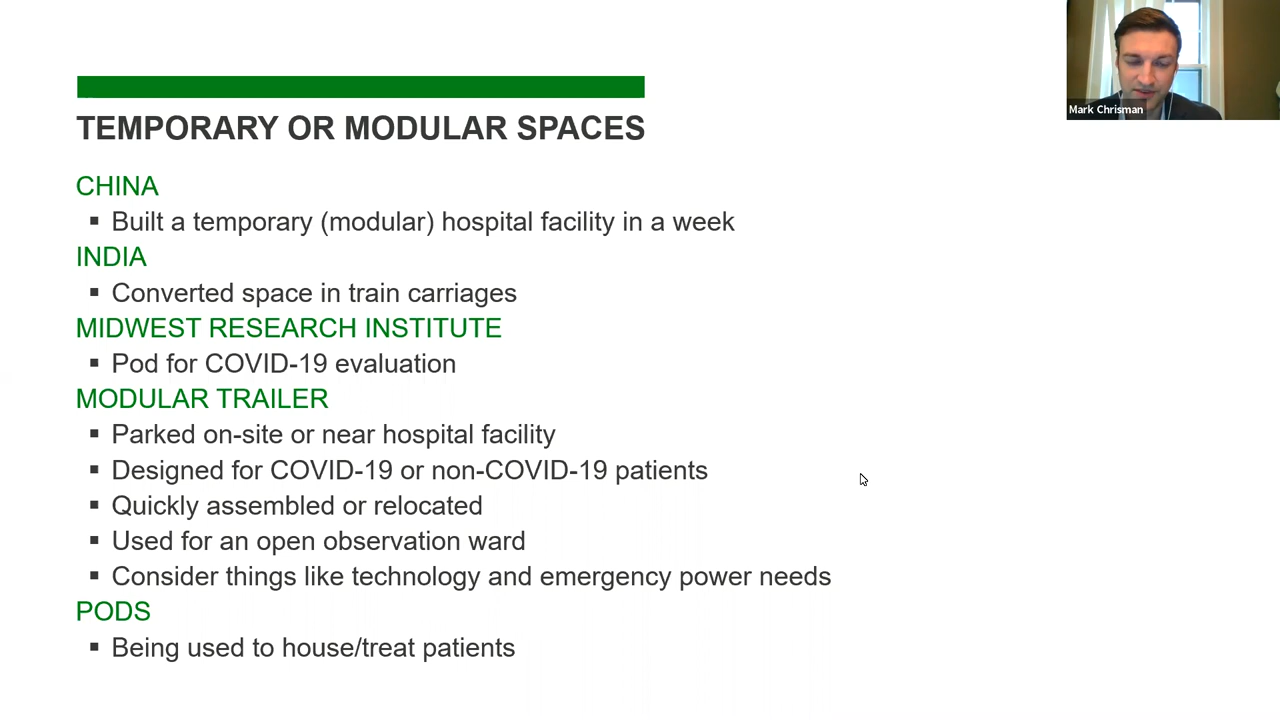 TEMPORARY OR MODULAR SPACES
Mark Chrisman
CHINA
▪ Built a temporary (modular) hospital facility in a week
INDIA
▪ Converted space in train carriages
MIDWEST RESEARCH INSTITUTE
▪ Pod for COVID-19 evaluation
MODULAR TRAILER
▪ Parked on-site or near hospital facility
▪ Designed for COVID-19 or non-COVID-19 patients
▪ Quickly assembled or relocated
▪ Used for an open observation ward
▪ Consider things like technology and emergency power needs
PODS
▪ Being used to house/treat patients